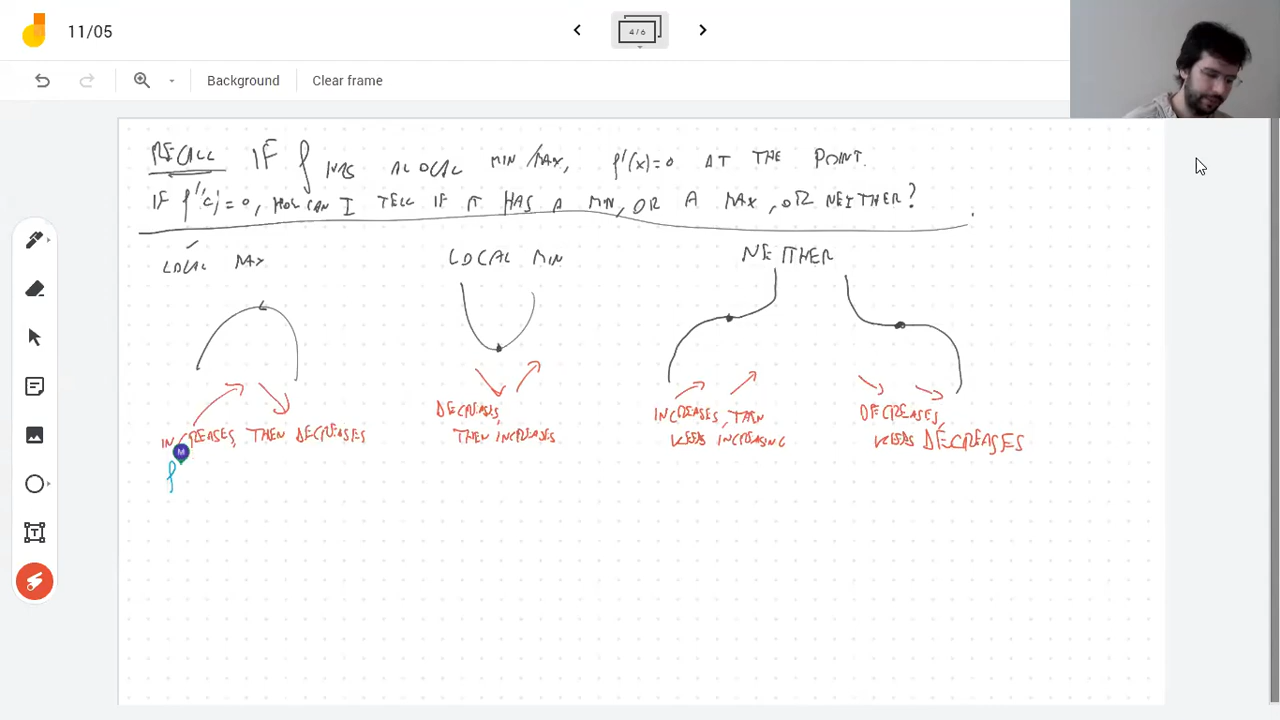 11/05
4/6
Background
Clear frame
RECALL IF f HAS A LOCAL MIN/MAX, f'(x)=0 AT THE POINT.
IF f'(c)=0, HOW CAN I TELL IF IT HAS A MIN, OR A MAX, OR NEITHER?
LOCAL MAX
LOCAL MIN
NEITHER
INCREASES, THEN DECREASES
DECREASES, THEN INCREASES
INCREASES, THEN KEEPS INCREASING
DECREASES, KEEPS DECREASES
M
f